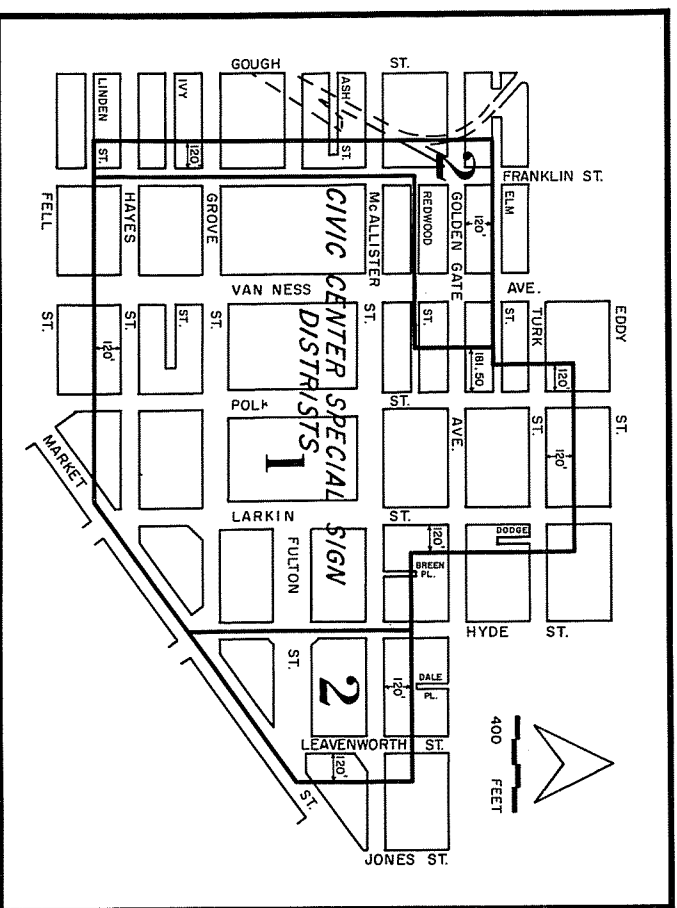 GOUGH ST.
LINDEN ST.
IVY
ASH ST.
120'
2
FRANKLIN ST.
FELL ST.
HAYES ST.
GROVE ST.
McALLISTER ST.
REDWOOD ST.
GOLDEN GATE AVE.
ELM ST.
120'
CIVIC CENTER SPECIAL SIGN
DISTRISTS
VAN NESS AVE.
TURK ST.
EDDY ST.
ST.
120'
181.50
120'
POLK ST.
1
120'
MARKET ST.
LARKIN ST.
120'
DODGE
BREEN
PL.
FULTON ST.
HYDE ST.
2
120'
DALE
PL.
LEAVENWORTH ST.
120'
JONES ST.
400 FEET